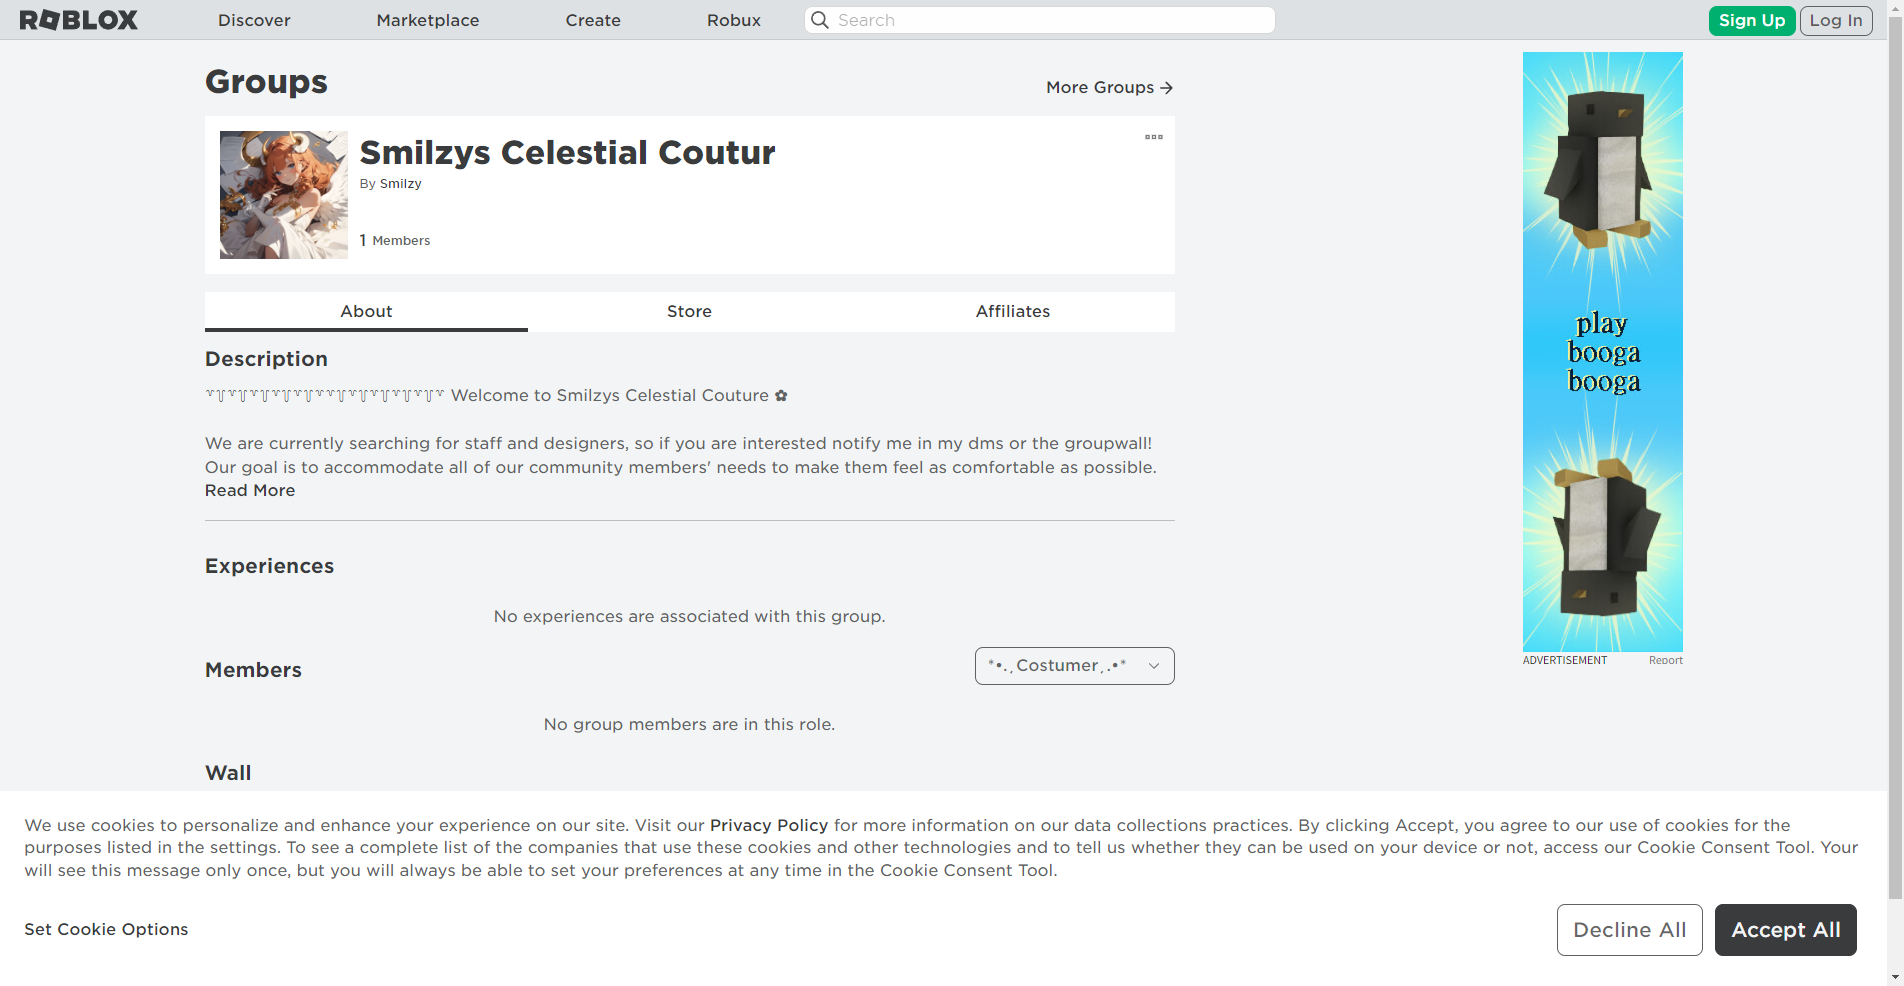 ROBLOX
Discover
Marketplace
Create
Robux
Search
Sign Up
Log In
Groups
More Groups →
Smilzys Celestial Coutur
By Smilzy
1 Members
About
Store
Affiliates
Description
Welcome to Smilzys Celestial Couture ✿
We are currently searching for staff and designers, so if you are interested notify me in my dms or the groupwall!
Our goal is to accommodate all of our community members' needs to make them feel as comfortable as possible.
Read More
Experiences
No experiences are associated with this group.
Members
*•.¸Costumer¸.•*
No group members are in this role.
Wall
play
booga
booga
ADVERTISEMENT
Report
We use cookies to personalize and enhance your experience on our site. Visit our Privacy Policy for more information on our data collections practices. By clicking Accept, you agree to our use of cookies for the
purposes listed in the settings. To see a complete list of the companies that use these cookies and other technologies and to tell us whether they can be used on your device or not, access our Cookie Consent Tool. Your
will see this message only once, but you will always be able to set your preferences at any time in the Cookie Consent Tool.
Set Cookie Options
Decline All
Accept All